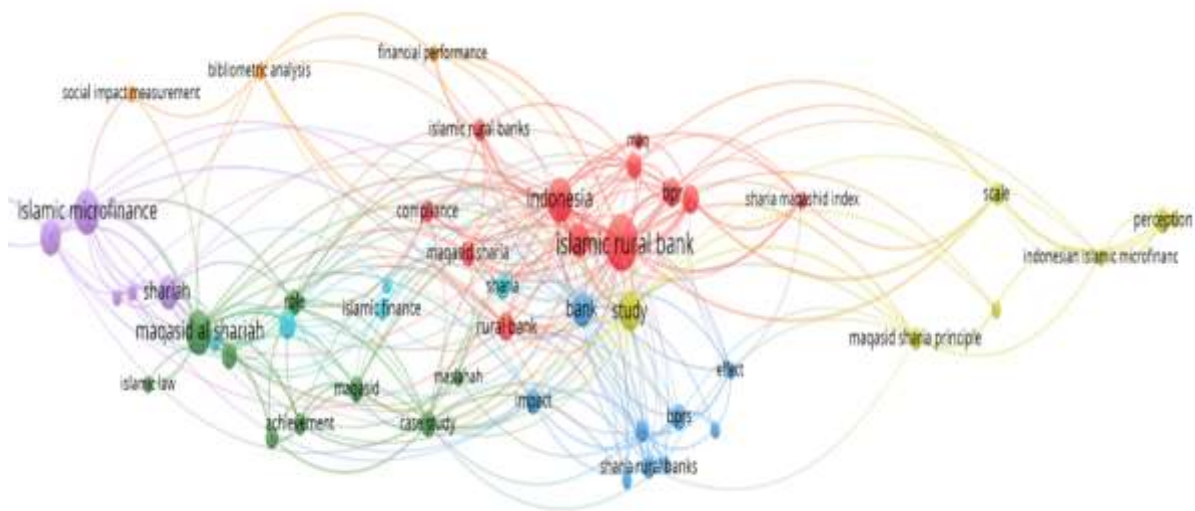 financial performance
bibliometric analysis
social impact measurement
islamic rural banks
maq
bpr
sharia maqashid index
scale
indonesia
islamic microfinance
compliance
perception
islamic rural bank
maqasid sharia
indonesian islamic microfinanc
sharia
shariah
role
islamic finance
bank
study
rural bank
maqasid al shariah
maqasid sharia principle
effect
islamic law
maqasid
maslahah
impact
bprs
achievement
case study
sharia rural banks